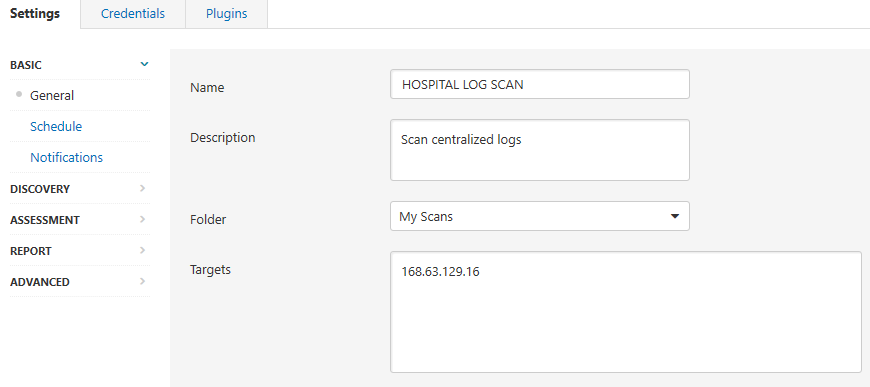 Settings Credentials Plugins
BASIC
General
Schedule
Notifications
DISCOVERY
ASSESSMENT
REPORT
ADVANCED
Name HOSPITAL LOG SCAN
Description Scan centralized logs
Folder My Scans
Targets 168.63.129.16